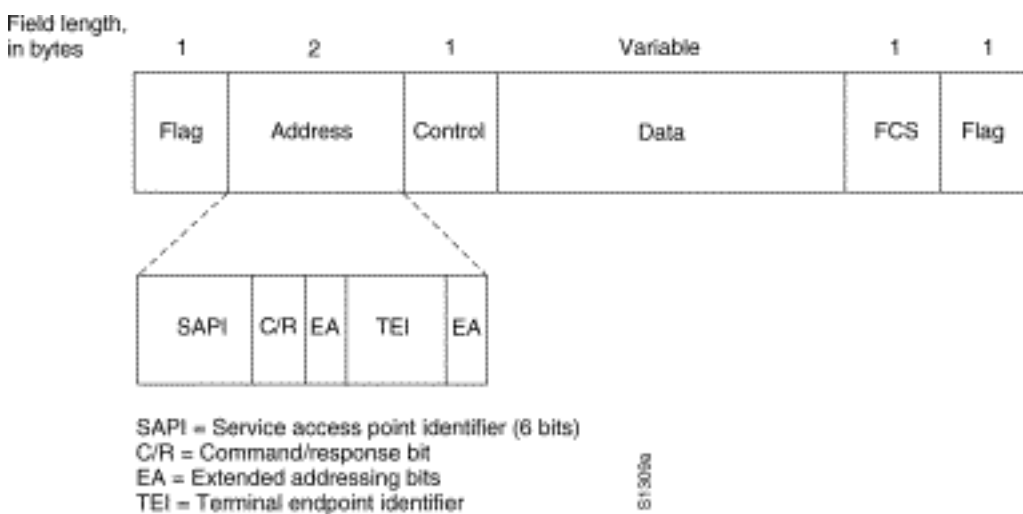 Field length,
in bytes 1 2 1 Variable 1 1
Flag Address Control Data FCS Flag
SAPI C/R EA TEI EA
SAPI = Service access point identifier (6 bits)
C/R = Command/response bit
EA = Extended addressing bits
TEI = Terminal endpoint identifier
S1309a